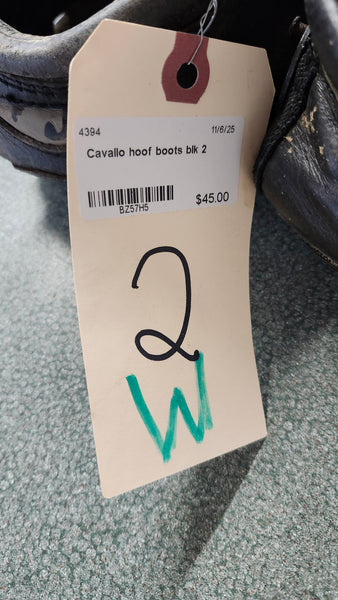 4394 11/6/25
Cavallo hoof boots blk 2
BZ57H5 $45.00
2
W